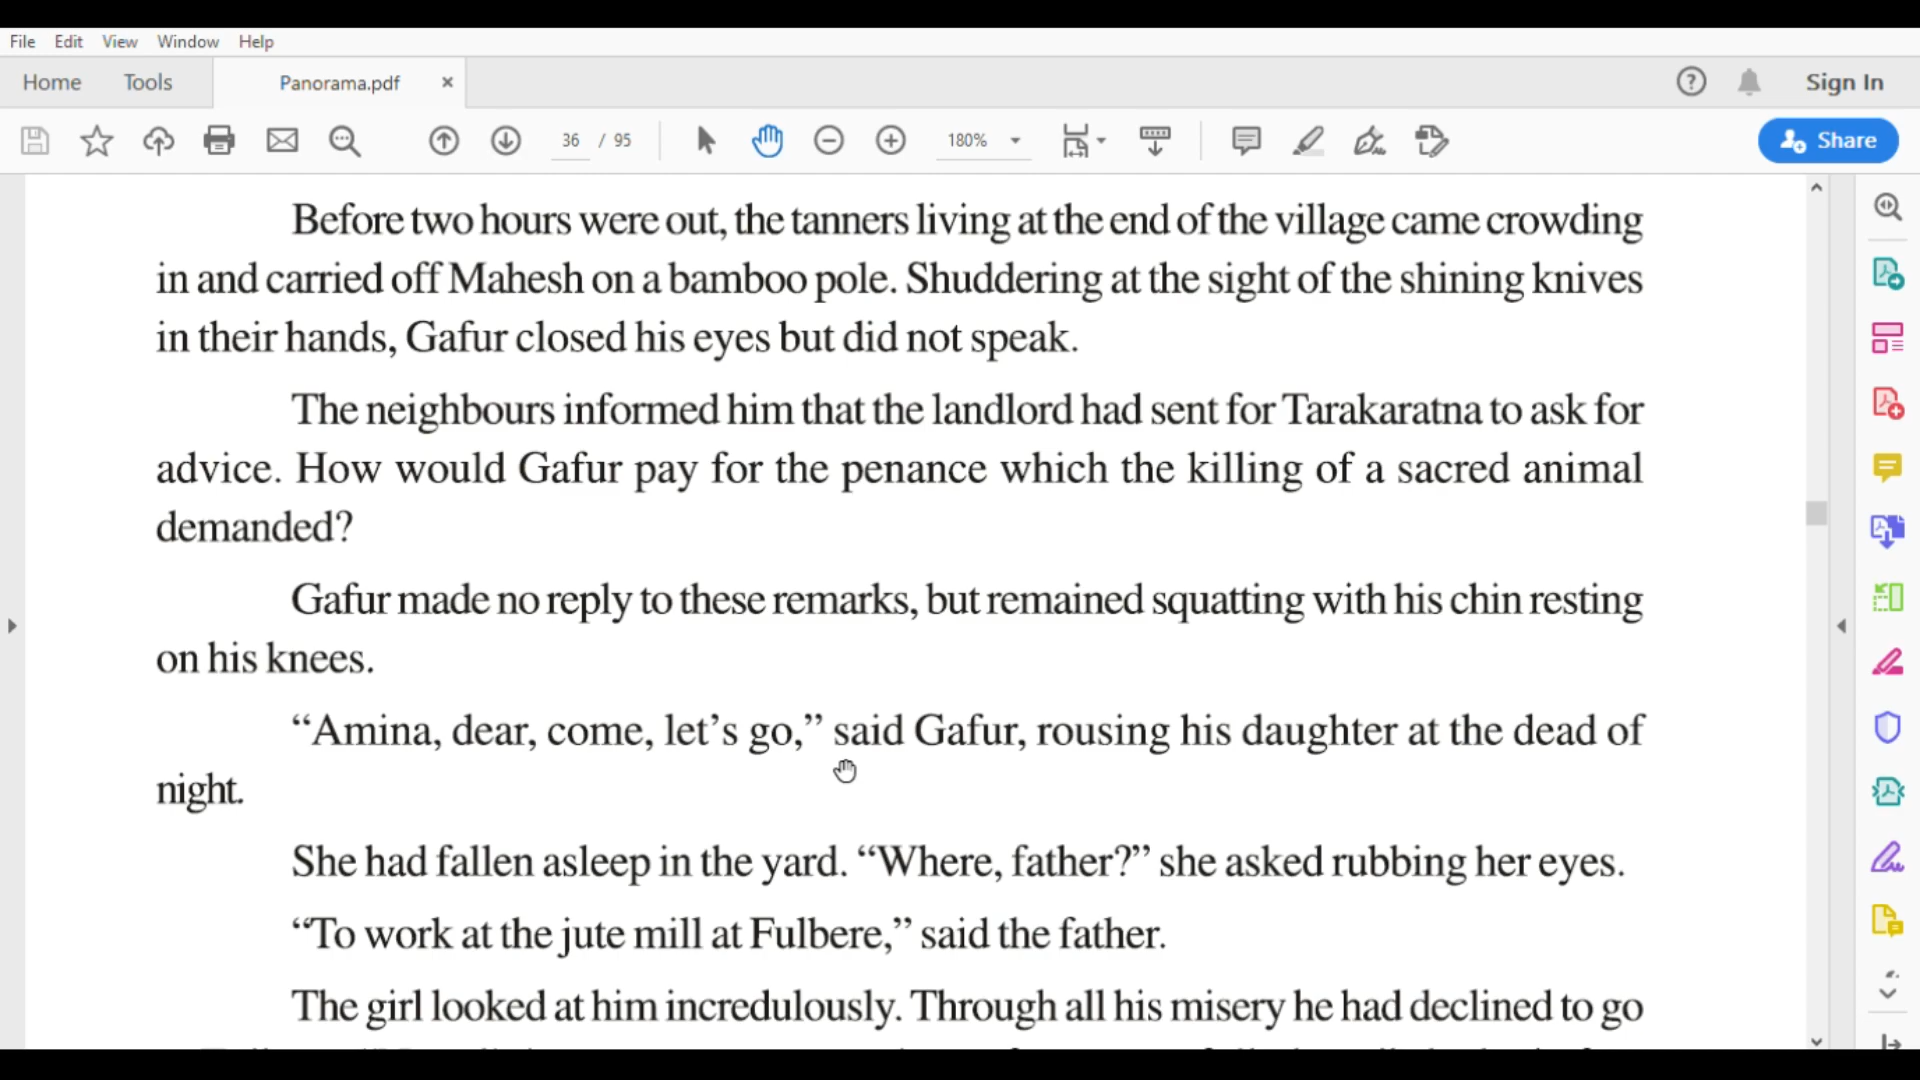 File Edit View Window Help
Home Tools Panorama.pdf × Sign In
36 / 95 180% Share
Before two hours were out, the tanners living at the end of the village came crowding
in and carried off Mahesh on a bamboo pole. Shuddering at the sight of the shining knives
in their hands, Gafur closed his eyes but did not speak.
The neighbours informed him that the landlord had sent for Tarakaratna to ask for
advice. How would Gafur pay for the penance which the killing of a sacred animal
demanded?
Gafur made no reply to these remarks, but remained squatting with his chin resting
on his knees.
“Amina, dear, come, let’s go,” said Gafur, rousing his daughter at the dead of
night.
She had fallen asleep in the yard. “Where, father?” she asked rubbing her eyes.
“To work at the jute mill at Fulbere,” said the father.
The girl looked at him incredulously. Through all his misery he had declined to go